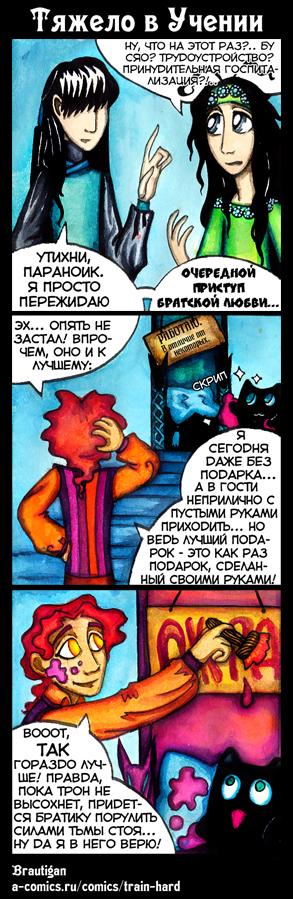 Тяжело в Учении
НУ, ЧТО НА ЭТОТ РАЗ?.. БУ
СЯО? ТРУДОУСТРОЙСТВО?
ПРИНУДИТЕЛЬНАЯ ГОСПИТА-
ЛИЗАЦИЯ?!..
УТИХНИ,
ПАРАНОИК.
Я ПРОСТО
ПЕРЕЖИДАЮ
ОЧЕРЕДНОЙ
ПРИСТУП
БРАТСКОЙ ЛЮБВИ...
ЭХ... ОПЯТЬ НЕ
ЗАСТАЛ! ВПРО-
ЧЕМ, ОНО И К
ЛУЧШЕМУ:
РАБОТАЮ.
В отличие от
некоторых..
СКРИП
Я
СЕГОДНЯ
ДАЖЕ БЕЗ
ПОДАРКА...
А В ГОСТИ
НЕПРИЛИЧНО С
ПУСТЫМИ РУКАМИ
ПРИХОДИТЬ... НО
ВЕДЬ ЛУЧШИЙ ПОДА-
РОК - ЭТО КАК РАЗ
ПОДАРОК, СДЕЛАН-
НЫЙ СВОИМИ РУКАМИ!
ВОООТ,
ТАК
ГОРАЗДО ЛУЧ-
ШЕ! ПРАВДА,
ПОКА ТРОН НЕ
ВЫСОХНЕТ, ПРИДЕТ-
СЯ БРАТИКУ ПОРУЛИТЬ
СИЛАМИ ТЬМЫ СТОЯ...
НУ ДА Я В НЕГО ВЕРЮ!
Brautigan
a-comics.ru/comics/train-hard